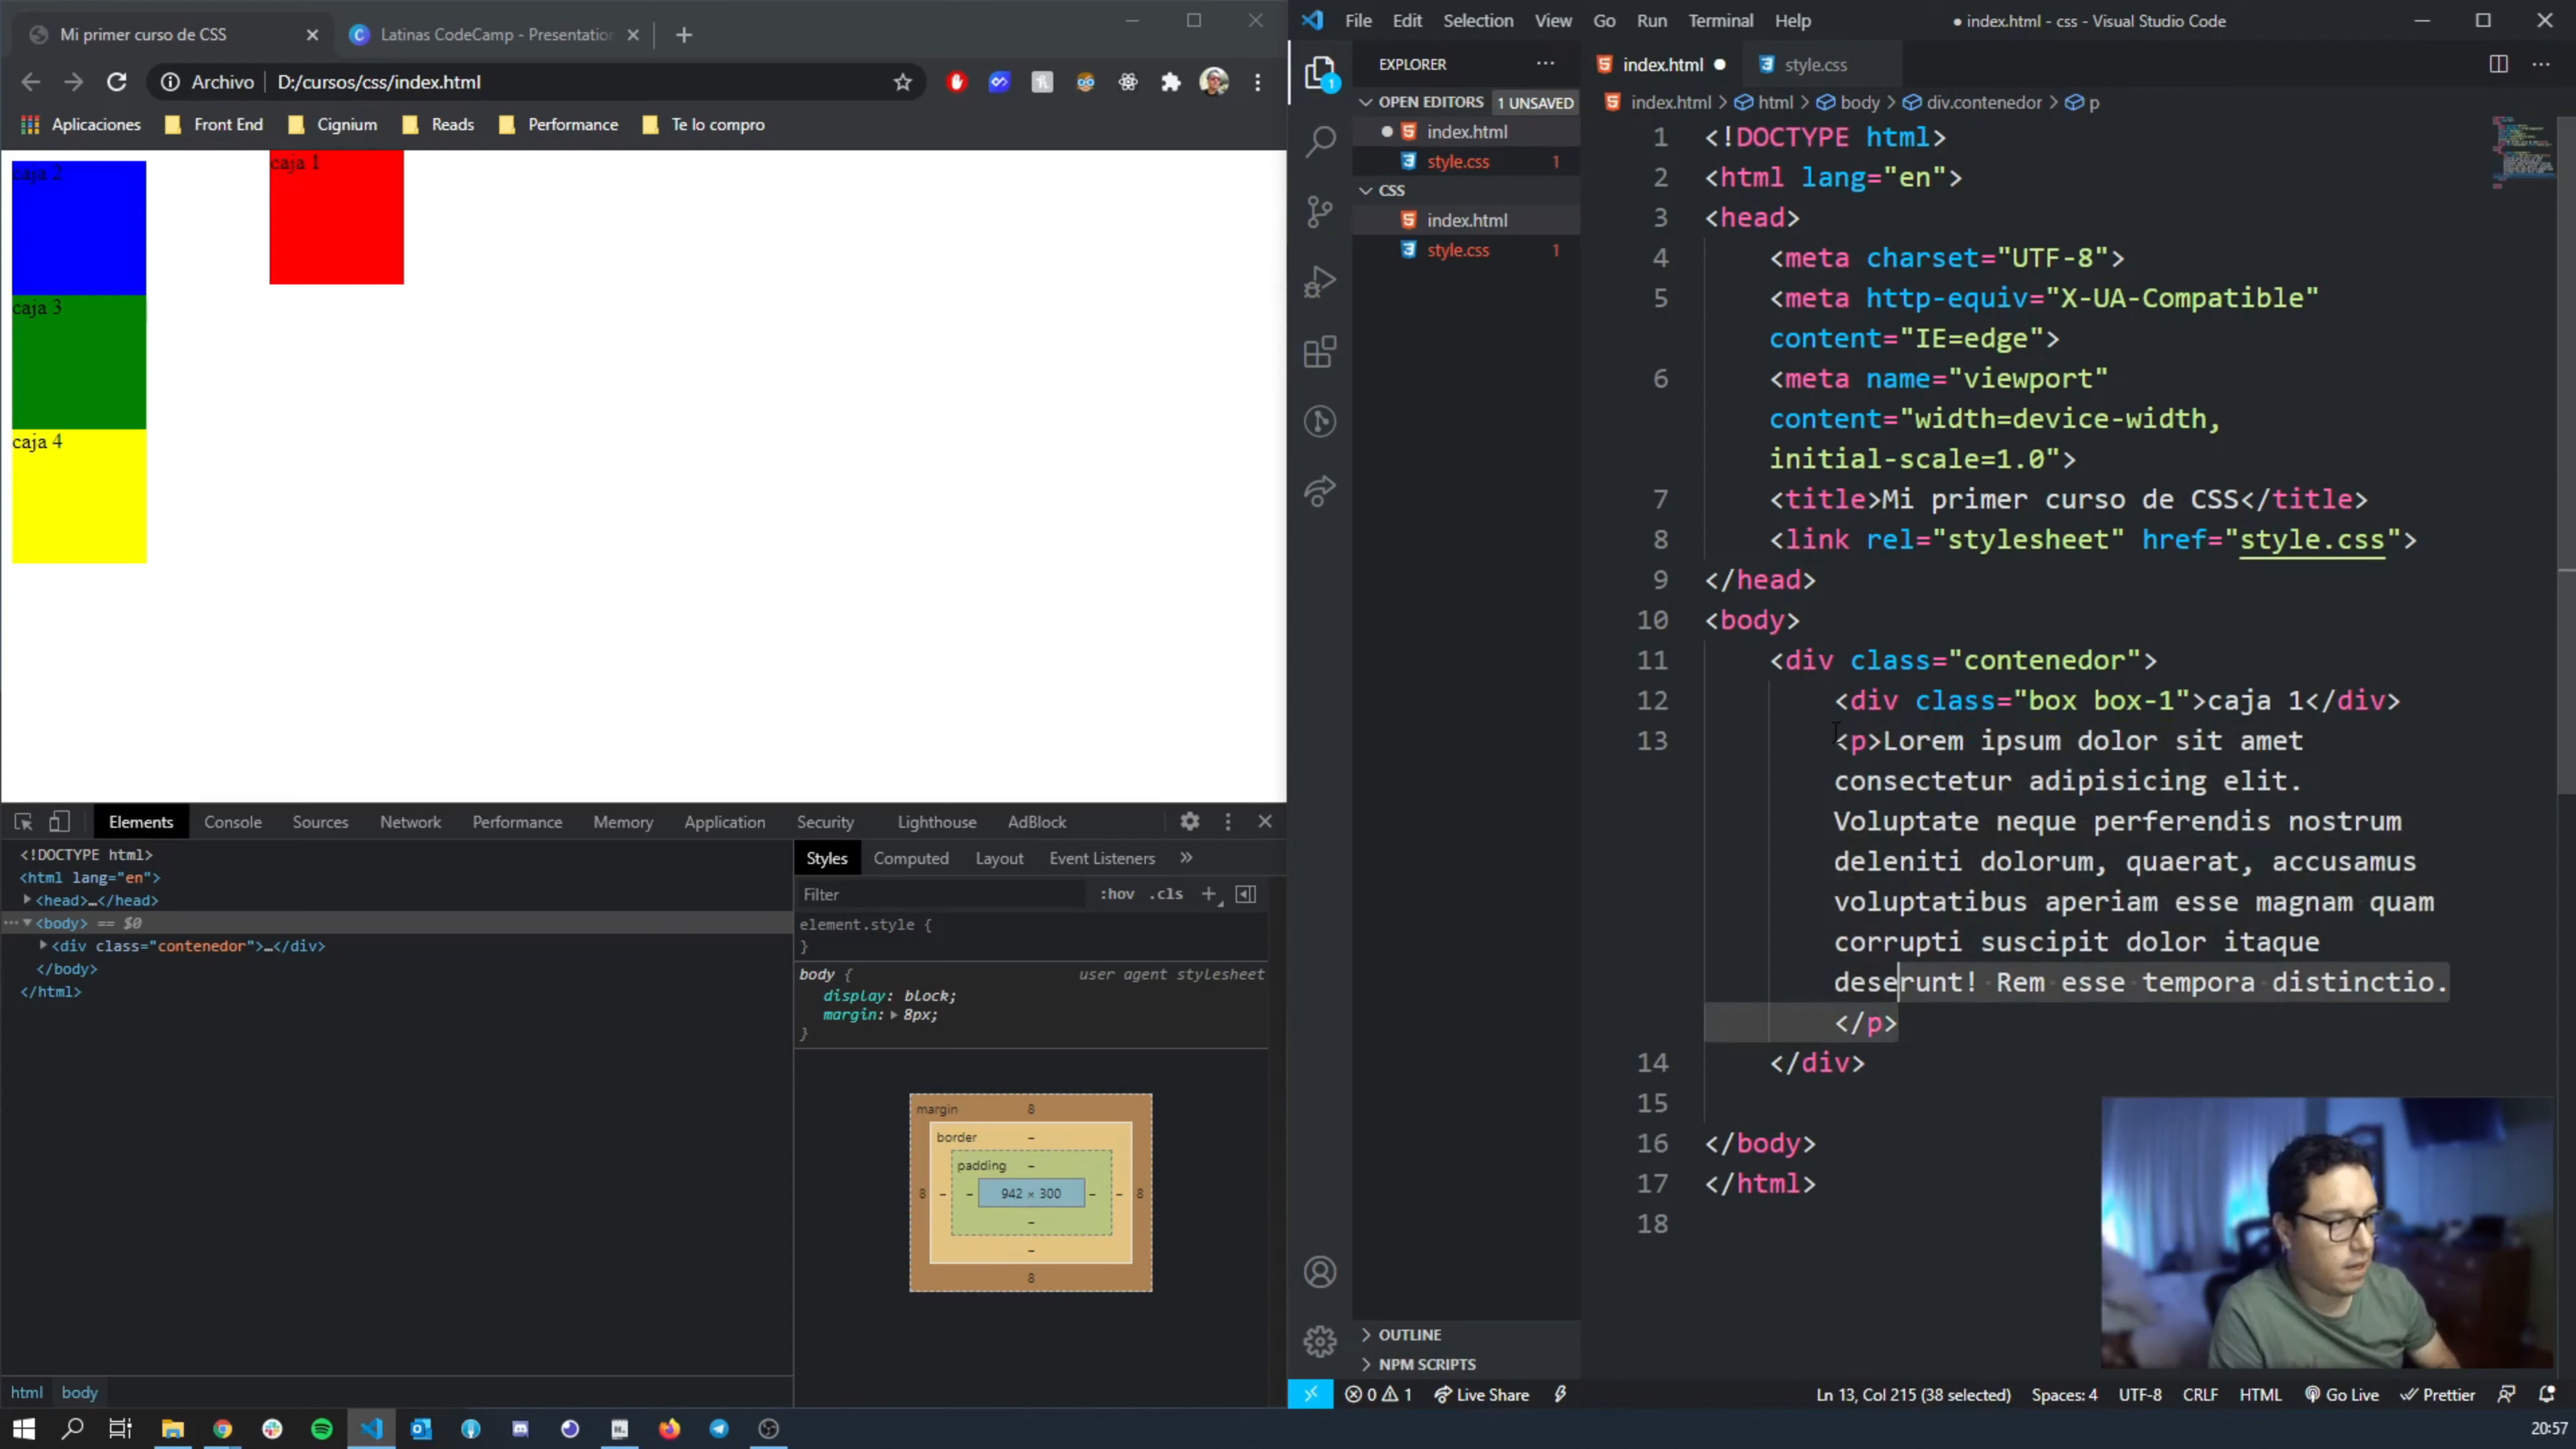 Mi primer curso de CSS
Latinas CodeCamp - Presentation
Archivo
D:/cursos/css/index.html
Aplicaciones
Front End
Cignium
Reads
Performance
Te lo compro
caja 2
caja 1
caja 3
caja 4
Elements
Console
Sources
Network
Performance
Memory
Application
Security
Lighthouse
AdBlock
<!DOCTYPE html>
<html lang="en">
<head>…</head>
<body> == $0
<div class="contenedor">…</div>
</body>
</html>
html
body
Styles
Computed
Layout
Event Listeners
Filter
:hov
.cls
element.style {
}
body {
user agent stylesheet
display: block;
margin: 8px;
}
margin
8
border
–
padding –
8 – – 942 × 300 – – 8
–
–
8
File
Edit
Selection
View
Go
Run
Terminal
Help
● index.html - css - Visual Studio Code
EXPLORER
OPEN EDITORS
1 UNSAVED
index.html
style.css 1
CSS
index.html
style.css 1
OUTLINE
NPM SCRIPTS
1
index.html
style.css
index.html > html > body > div.contenedor > p
1 <!DOCTYPE html>
2 <html lang="en">
3 <head>
4 <meta charset="UTF-8">
5 <meta http-equiv="X-UA-Compatible"
content="IE=edge">
6 <meta name="viewport"
content="width=device-width,
initial-scale=1.0">
7 <title>Mi primer curso de CSS</title>
8 <link rel="stylesheet" href="style.css">
9 </head>
10 <body>
11 <div class="contenedor">
12 <div class="box box-1">caja 1</div>
13 <p>Lorem ipsum dolor sit amet
consectetur adipisicing elit.
Voluptate neque perferendis nostrum
deleniti dolorum, quaerat, accusamus
voluptatibus aperiam esse magnam quam
corrupti suscipit dolor itaque
deserunt! Rem esse tempora distinctio.
</p>
14 </div>
15
16 </body>
17 </html>
18
0
1
Live Share
Ln 13, Col 215 (38 selected)
Spaces: 4
UTF-8
CRLF
HTML
Go Live
Prettier
20:57